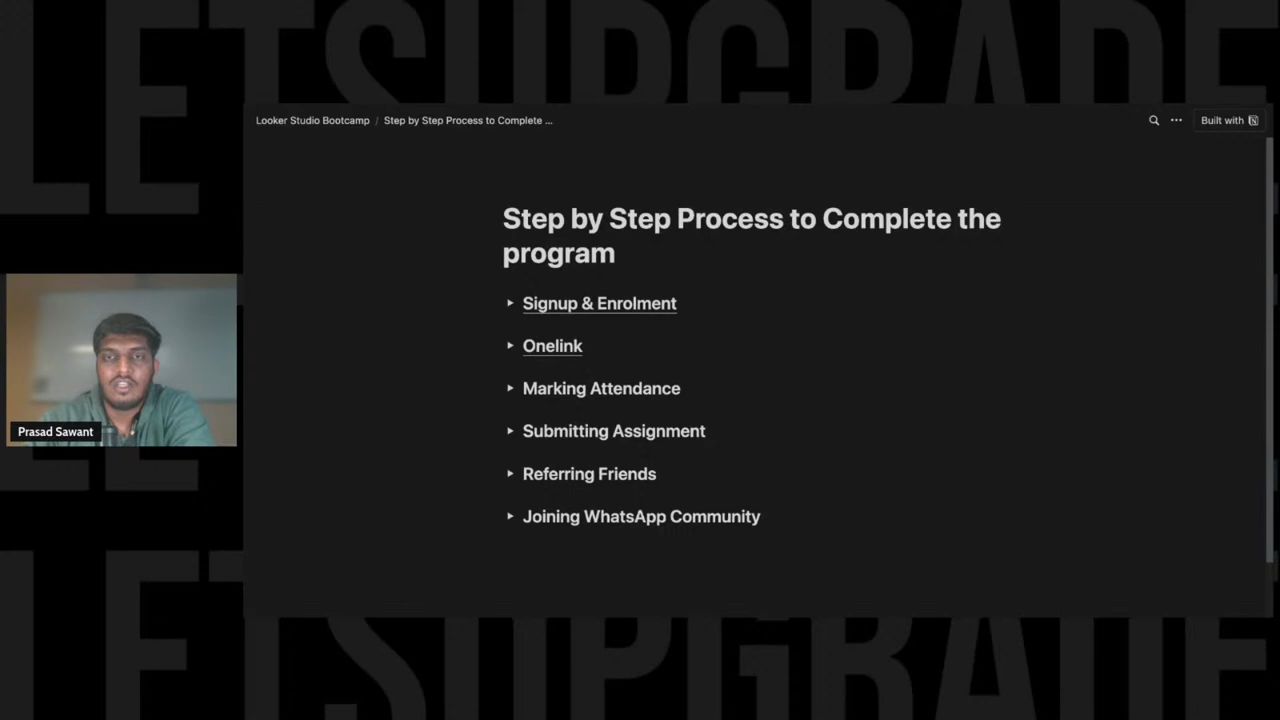 LETSUPGRADE
Looker Studio Bootcamp / Step by Step Process to Complete ...
Built with
Step by Step Process to Complete the
program
Signup & Enrolment
Onelink
Marking Attendance
Submitting Assignment
Referring Friends
Joining WhatsApp Community
Prasad Sawant
LETSUPGRADE